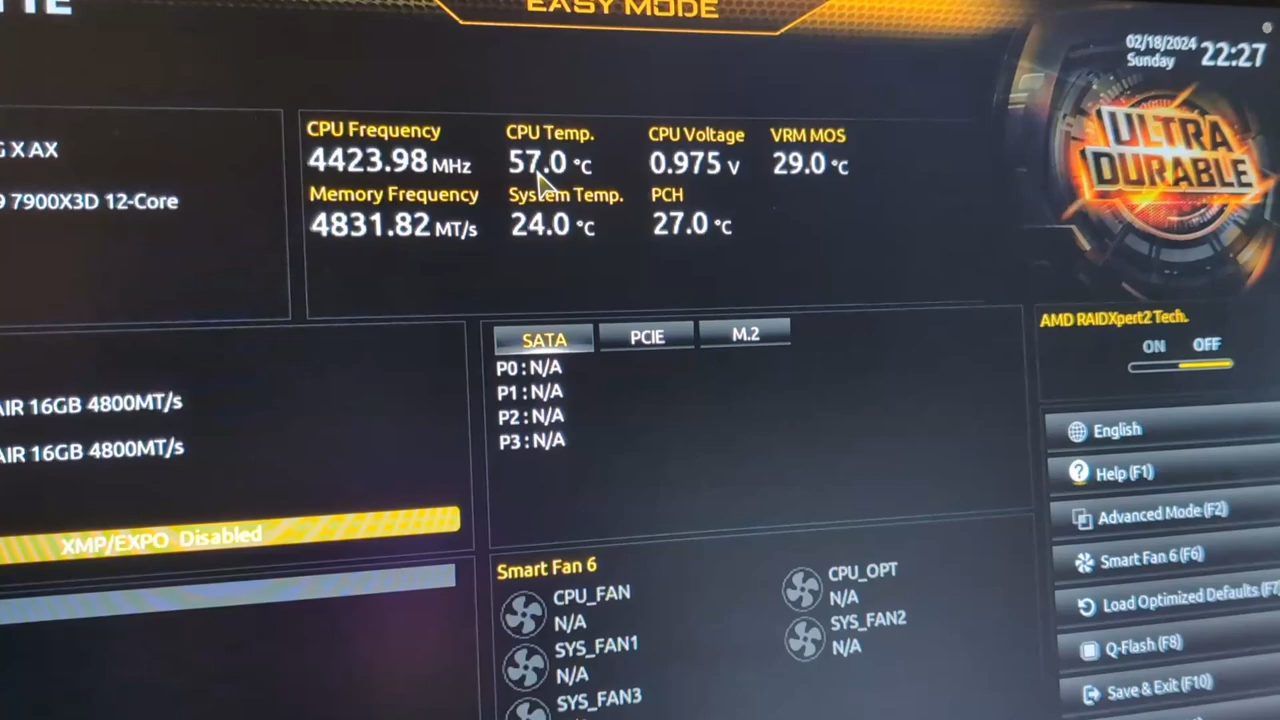 EASY MODE
02/18/2024
Sunday
22:27
ULTRA
DURABLE
G X AX
9 7900X3D 12-Core
CPU Frequency
4423.98 MHz
CPU Temp.
57.0 °C
CPU Voltage
0.975 V
VRM MOS
29.0 °C
Memory Frequency
4831.82 MT/s
System Temp.
24.0 °C
PCH
27.0 °C
AMD RAIDXpert2 Tech.
ON OFF
SATA PCIE M.2
P0 : N/A
P1 : N/A
P2 : N/A
P3 : N/A
AIR 16GB 4800MT/s
AIR 16GB 4800MT/s
XMP/EXPO Disabled
Smart Fan 6
CPU_FAN
N/A
CPU_OPT
N/A
SYS_FAN1
N/A
SYS_FAN2
N/A
SYS_FAN3
English
Help (F1)
Advanced Mode (F2)
Smart Fan 6 (F6)
Load Optimized Defaults (F7
Q-Flash (F8)
Save & Exit (F10)